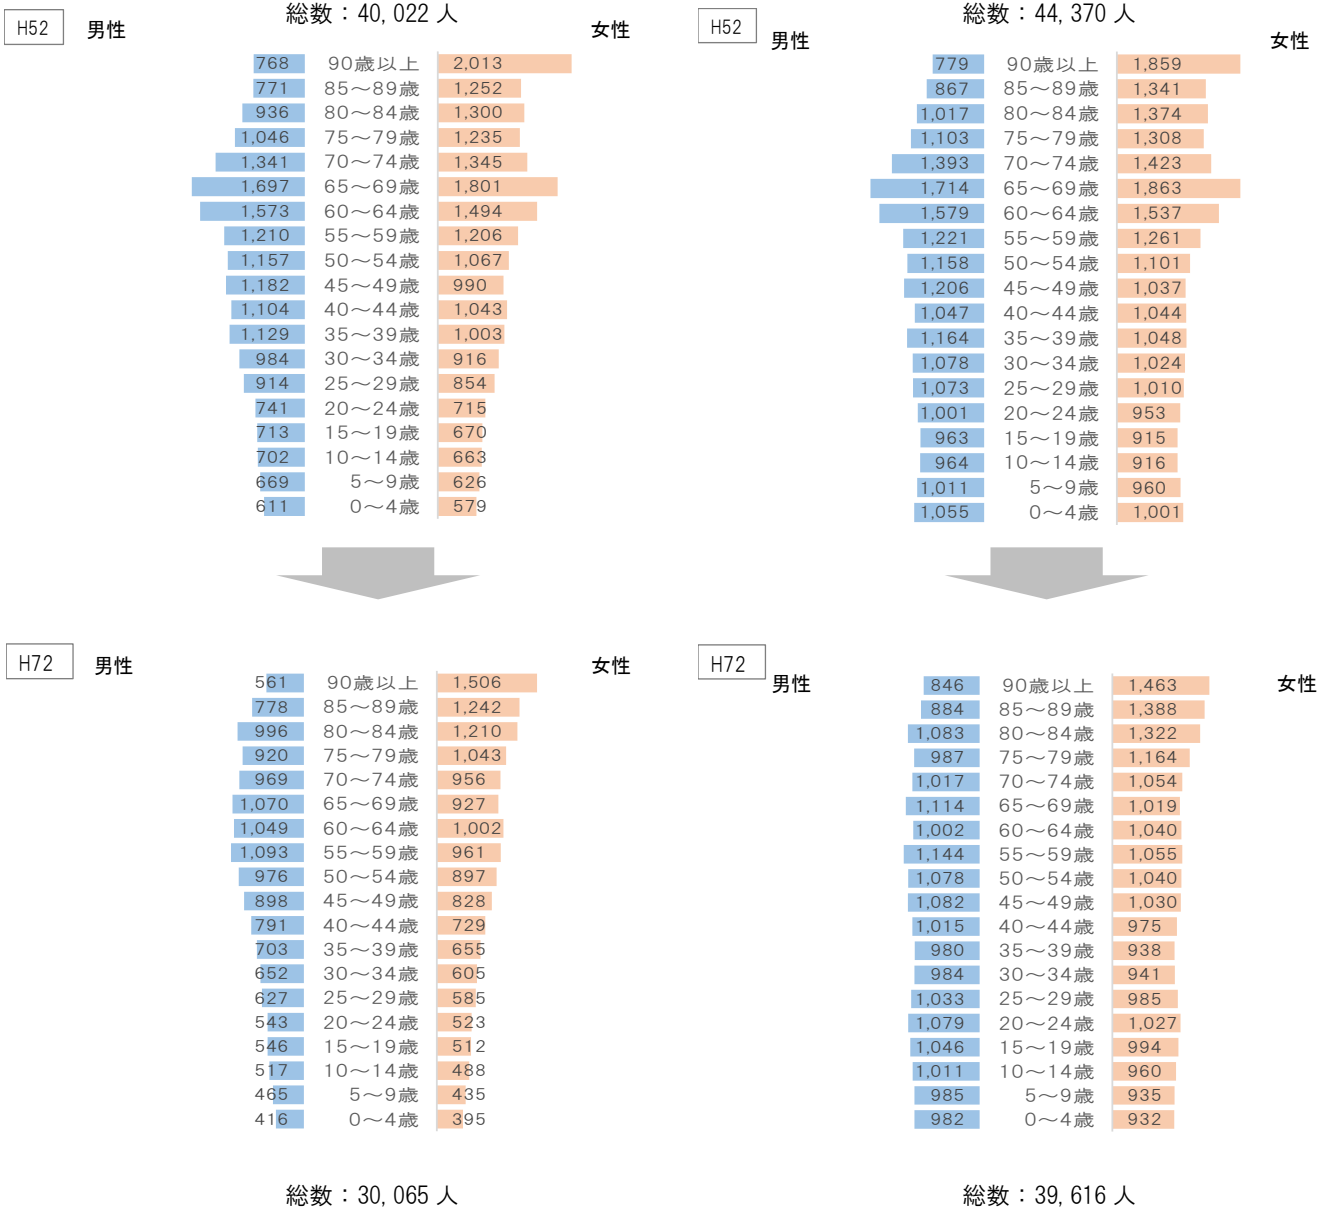 総数：40,022 人
H52 男性 女性
768 90歳以上 2,013
771 85～89歳 1,252
936 80～84歳 1,300
1,046 75～79歳 1,235
1,341 70～74歳 1,345
1,697 65～69歳 1,801
1,573 60～64歳 1,494
1,210 55～59歳 1,206
1,157 50～54歳 1,067
1,182 45～49歳 990
1,104 40～44歳 1,043
1,129 35～39歳 1,003
984 30～34歳 916
914 25～29歳 854
741 20～24歳 715
713 15～19歳 670
702 10～14歳 663
669 5～9歳 626
611 0～4歳 579
総数：44,370 人
H52 男性 女性
779 90歳以上 1,859
867 85～89歳 1,341
1,017 80～84歳 1,374
1,103 75～79歳 1,308
1,393 70～74歳 1,423
1,714 65～69歳 1,863
1,579 60～64歳 1,537
1,221 55～59歳 1,261
1,158 50～54歳 1,101
1,206 45～49歳 1,037
1,047 40～44歳 1,044
1,164 35～39歳 1,048
1,078 30～34歳 1,024
1,073 25～29歳 1,010
1,001 20～24歳 953
963 15～19歳 915
964 10～14歳 916
1,011 5～9歳 960
1,055 0～4歳 1,001
H72 男性 女性
561 90歳以上 1,506
778 85～89歳 1,242
996 80～84歳 1,210
920 75～79歳 1,043
969 70～74歳 956
1,070 65～69歳 927
1,049 60～64歳 1,002
1,093 55～59歳 961
976 50～54歳 897
898 45～49歳 828
791 40～44歳 729
703 35～39歳 655
652 30～34歳 605
627 25～29歳 585
543 20～24歳 523
546 15～19歳 512
517 10～14歳 488
465 5～9歳 435
416 0～4歳 395
総数：30,065 人
H72 男性 女性
846 90歳以上 1,463
884 85～89歳 1,388
1,083 80～84歳 1,322
987 75～79歳 1,164
1,017 70～74歳 1,054
1,114 65～69歳 1,019
1,002 60～64歳 1,040
1,144 55～59歳 1,055
1,078 50～54歳 1,040
1,082 45～49歳 1,030
1,015 40～44歳 975
980 35～39歳 938
984 30～34歳 941
1,033 25～29歳 985
1,079 20～24歳 1,027
1,046 15～19歳 994
1,011 10～14歳 960
985 5～9歳 935
982 0～4歳 932
総数：39,616 人